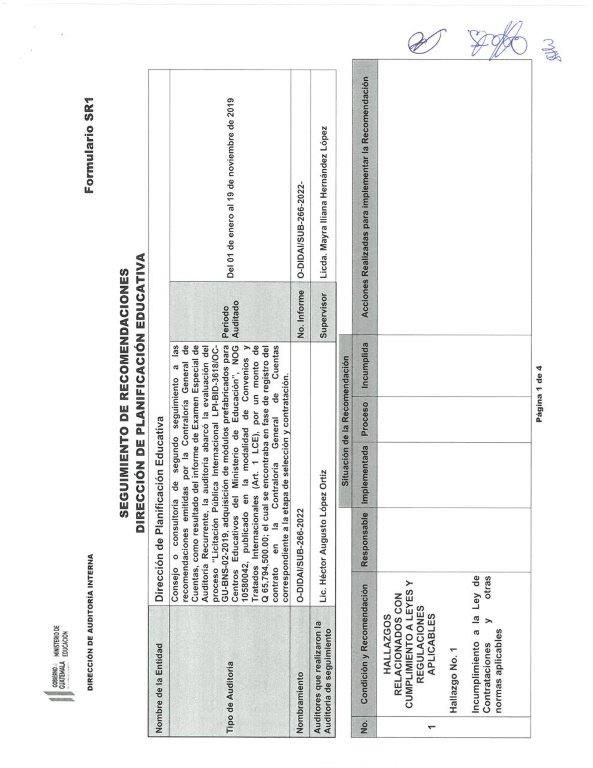 GOBIERNO DE
GUATEMALA
MINISTERIO DE
EDUCACIÓN
DIRECCIÓN DE AUDITORÍA INTERNA
Formulario SR1
SEGUIMIENTO DE RECOMENDACIONES
DIRECCIÓN DE PLANIFICACIÓN EDUCATIVA
Nombre de la Entidad
Dirección de Planificación Educativa
Tipo de Auditoria
Consejo o consultoria de segundo seguimiento a las
recomendaciones emitidas por la Contraloría General de
Cuentas, como resultado del informe de Examen Especial de
Auditoría Recurrente, la auditoría abarcó la evaluación del
proceso "Licitación Pública Internacional LPI-BID-3618/OC-
GU-BNS-02-2019, adquisición de módulos prefabricados para
Centros Educativos del Ministerio de Educación", NOG
10580042, publicado en la modalidad de Convenios y
Tratados Internacionales (Art. 1 LCE), por un monto de
Q 65,794,500.00; el cual se encontraba en fase de registro del
contrato en la Contraloría General de Cuentas
correspondiente a la etapa de selección y contratación.
Período
Auditado
Del 01 de enero al 19 de noviembre de 2019
Nombramiento
O-DIDAI/SUB-266-2022
No. Informe
O-DIDAI/SUB-266-2022-
Auditores que realizaron la
Auditoria de seguimiento
Lic. Héctor Augusto López Ortiz
Supervisor
Licda. Mayra Iliana Hernández López
No.
Condición y Recomendación
Responsable
Situación de la Recomendación
Implementada
Proceso
Incumplida
Acciones Realizadas para implementar la Recomendación
1
HALLAZGOS
RELACIONADOS CON
CUMPLIMIENTO A LEYES Y
REGULACIONES
APLICABLES
Hallazgo No. 1
Incumplimiento a la Ley de
Contrataciones y otras
normas aplicables
Página 1 de 4